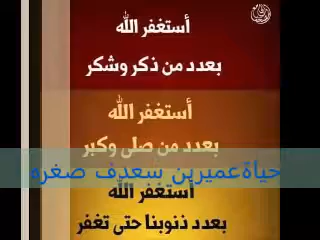 أستغفر الله
بعدد من ذكر وشكر
أستغفر الله
بعدد من صلى وكبر
حياةعميربن سعدف صغره
أستغفر الله
بعدد ذنوبنا حتى تغفر